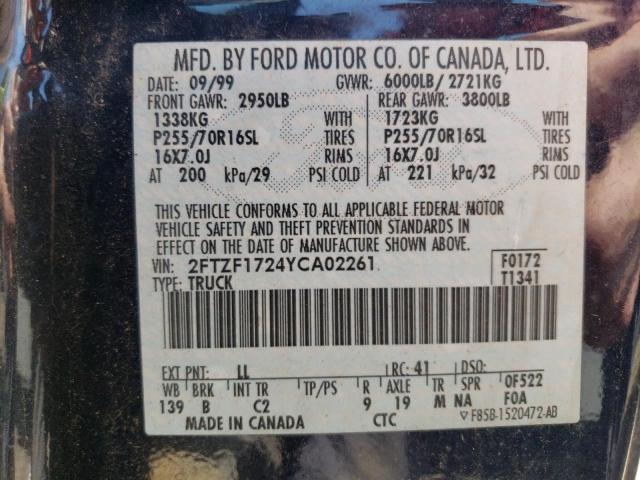 MFD. BY FORD MOTOR CO. OF CANADA, LTD.
DATE: 09/99 GVWR: 6000LB/ 2721KG
FRONT GAWR: 2950LB REAR GAWR: 3800LB
1338KG WITH 1723KG WITH
P255/70R16SL TIRES P255/70R16SL TIRES
16X7.0J RIMS 16X7.0J RIMS
AT 200 kPa/29 PSI COLD AT 221 kPa/32 PSI COLD
THIS VEHICLE CONFORMS TO ALL APPLICABLE FEDERAL MOTOR
VEHICLE SAFETY AND THEFT PREVENTION STANDARDS IN
EFFECT ON THE DATE OF MANUFACTURE SHOWN ABOVE.
VIN: 2FTZF1724YCA02261 F0172
TYPE: TRUCK T1341
EXT PNT: LL RC: 41 DSO:
WB BRK INT TR TP/PS R AXLE TR SPR 0F522
139 B C2 9 19 M NA F0A
MADE IN CANADA CTC ▽ F85B-1520472-AB